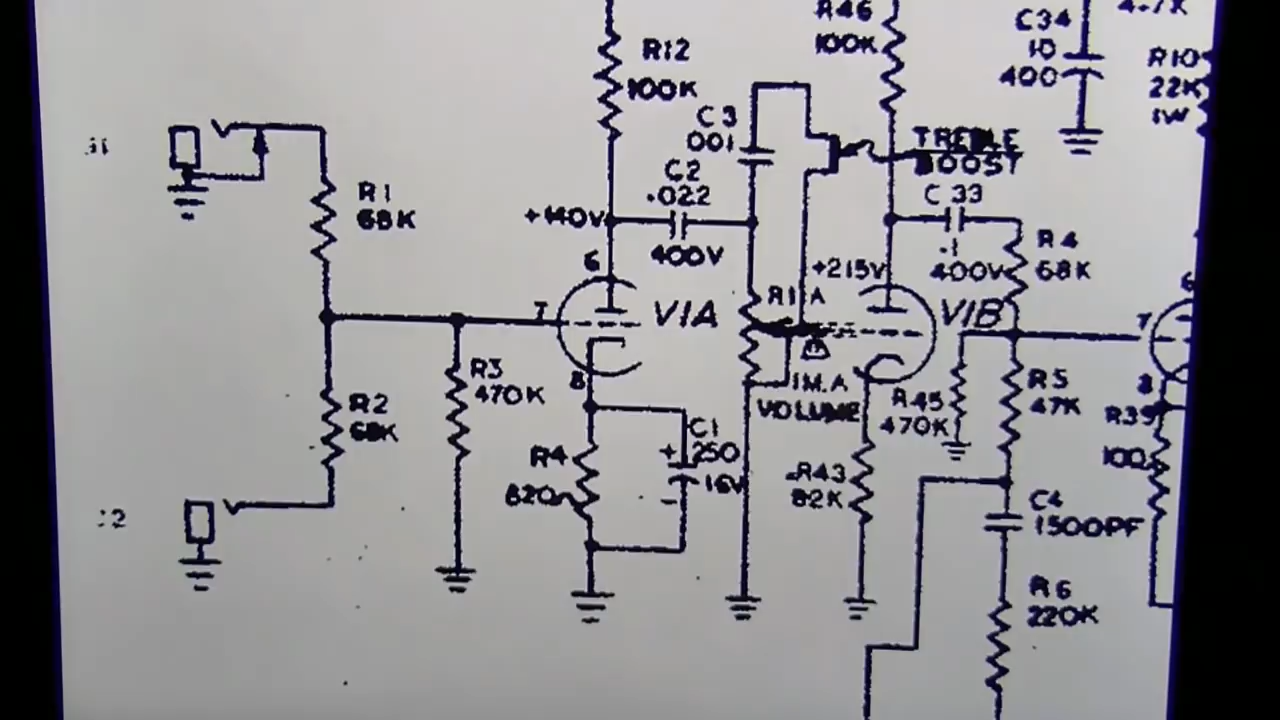 R46
100K
C34
10
400
4.7K
R12
100K
R10
22K
1W
C3
.001
TREBLE
BOOST
J1
C2
.022
400V
R1
68K
+140V
C33
.1
400V
R4
68K
+215V
6
7
V1A
8
R1A
1M.A
VOLUME
V1B
6
7
8
R3
470K
R2
68K
R45
470K
R5
47K
R39
100
C1
+ 250
16V
-
R4
820
R43
82K
C4
1500PF
J2
R6
220K